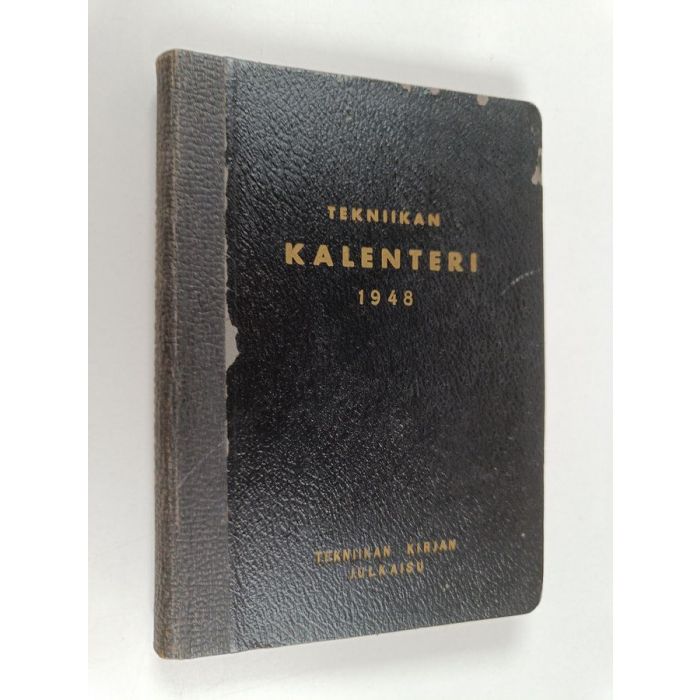 TEKNIIKAN
KALENTERI
1948
TEKNIIKAN KIRJAN
JULKAISU